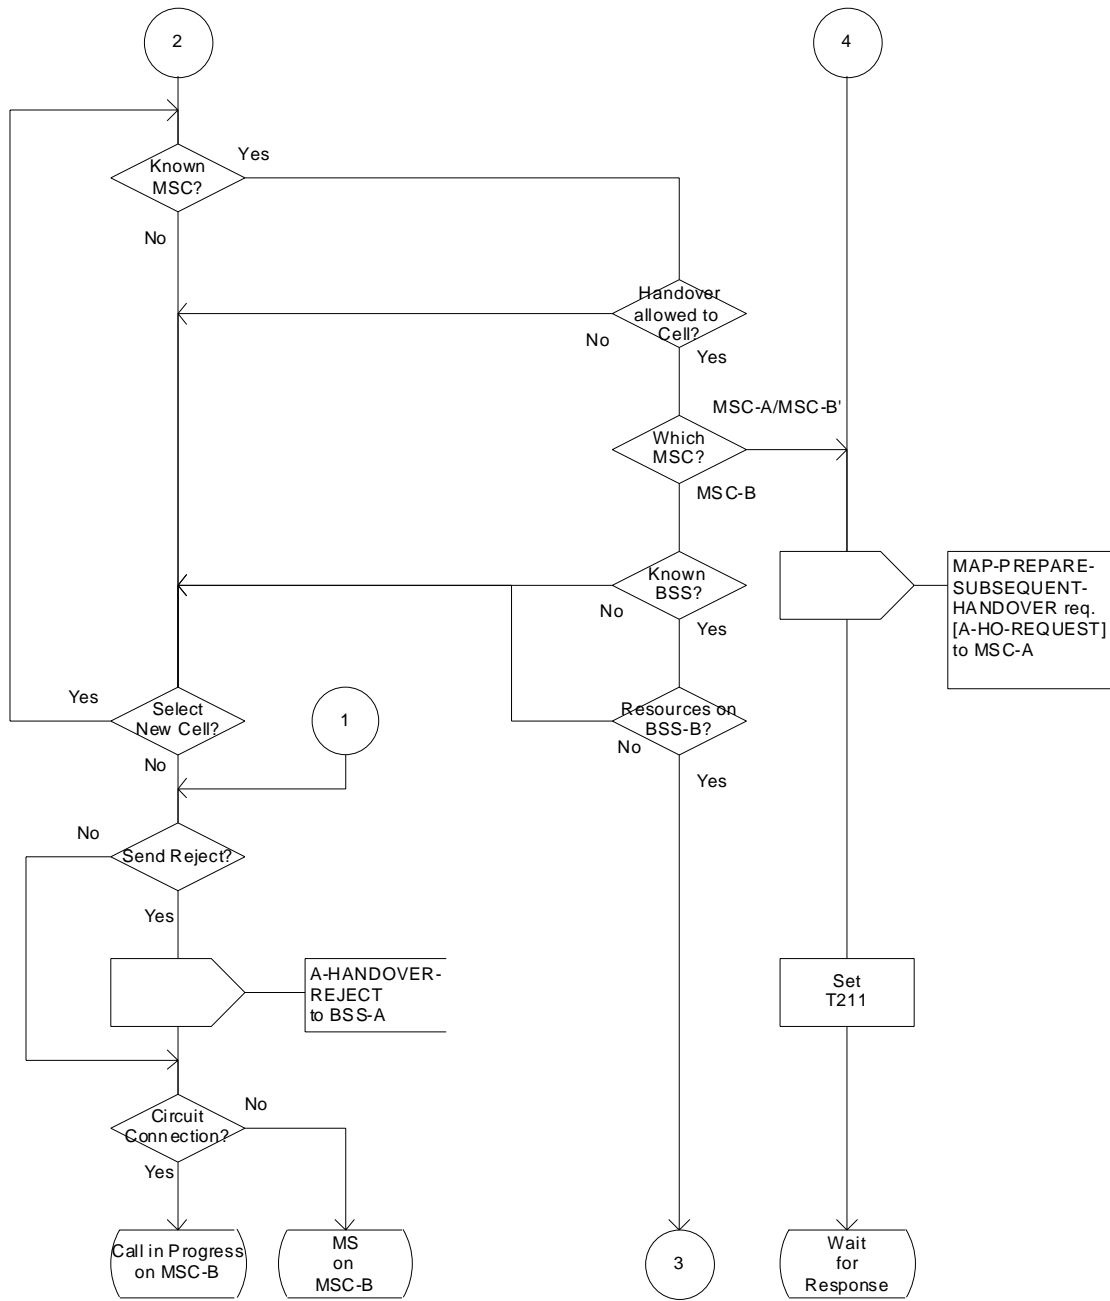 2
4
Known
MSC?
Yes
No
Handover
allowed to
Cell?
No
Yes
MSC-A/MSC-B'
Which
MSC?
MSC-B
Known
BSS?
No
Yes
MAP-PREPARE-
SUBSEQUENT-
HANDOVER req.
[A-HO-REQUEST]
to MSC-A
Yes
Select
New Cell?
No
1
Resources on
BSS-B?
No
Yes
No
Send Reject?
Yes
A-HANDOVER-
REJECT
to BSS-A
Set
T211
Circuit
Connection?
No
Yes
Call in Progress
on MSC-B
MS
on
MSC-B
3
Wait
for
Response